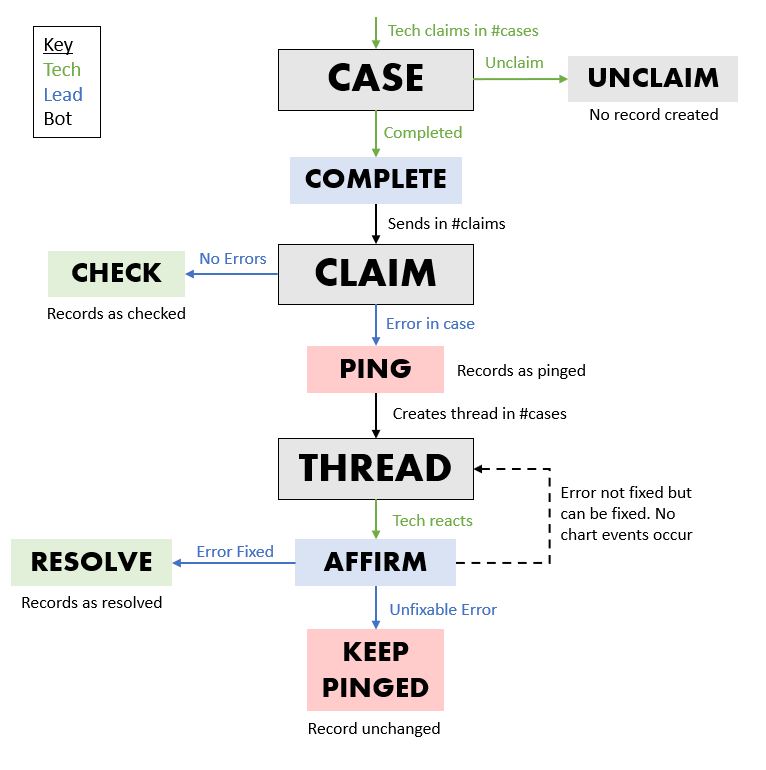 Key
Tech
Lead
Bot
Tech claims in #cases
CASE
Unclaim
UNCLAIM
No record created
Completed
COMPLETE
Sends in #claims
CLAIM
No Errors
CHECK
Records as checked
Error in case
PING
Records as pinged
Creates thread in #cases
THREAD
Error not fixed but
can be fixed. No
chart events occur
Tech reacts
AFFIRM
Error Fixed
RESOLVE
Records as resolved
Unfixable Error
KEEP
PINGED
Record unchanged